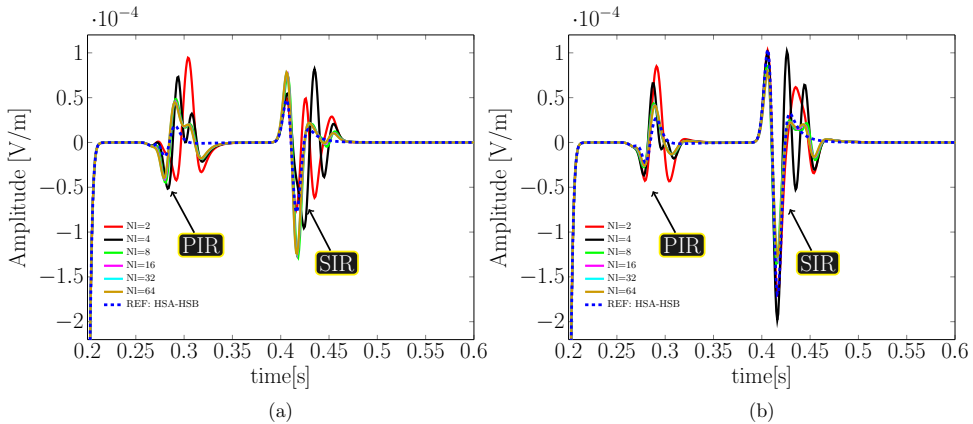 ·10−4
1
0.5
0
−0.5
−1
−1.5
−2
Amplitude [V/m]
PIR
SIR
Nl=2
Nl=4
Nl=8
Nl=16
Nl=32
Nl=64
REF: HSA-HSB
0.2 0.25 0.3 0.35 0.4 0.45 0.5 0.55 0.6
time[s]
(a)
·10−4
1
0.5
0
−0.5
−1
−1.5
−2
Amplitude [V/m]
PIR
SIR
Nl=2
Nl=4
Nl=8
Nl=16
Nl=32
Nl=64
REF: HSA-HSB
0.2 0.25 0.3 0.35 0.4 0.45 0.5 0.55 0.6
time[s]
(b)